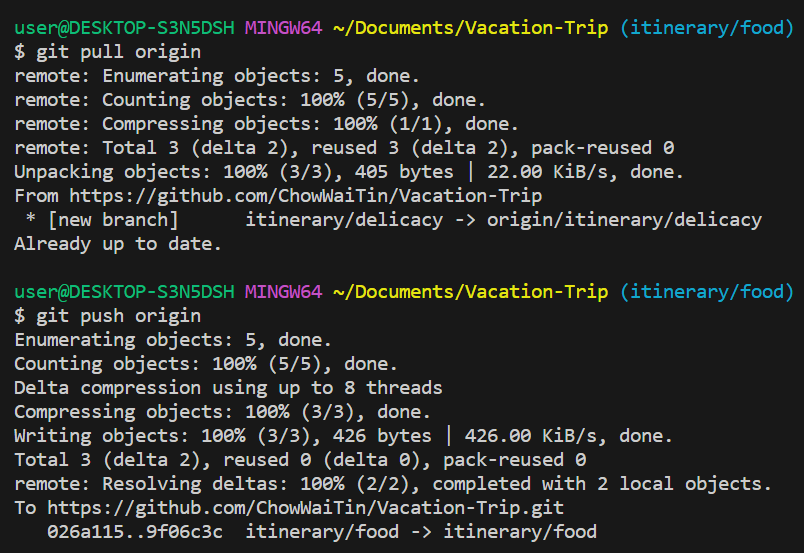 user@DESKTOP-S3N5DSH MINGW64 ~/Documents/Vacation-Trip (itinerary/food)
$ git pull origin
remote: Enumerating objects: 5, done.
remote: Counting objects: 100% (5/5), done.
remote: Compressing objects: 100% (1/1), done.
remote: Total 3 (delta 2), reused 3 (delta 2), pack-reused 0
Unpacking objects: 100% (3/3), 405 bytes | 22.00 KiB/s, done.
From https://github.com/ChowWaiTin/Vacation-Trip
 * [new branch]      itinerary/delicacy -> origin/itinerary/delicacy
Already up to date.
user@DESKTOP-S3N5DSH MINGW64 ~/Documents/Vacation-Trip (itinerary/food)
$ git push origin
Enumerating objects: 5, done.
Counting objects: 100% (5/5), done.
Delta compression using up to 8 threads
Compressing objects: 100% (3/3), done.
Writing objects: 100% (3/3), 426 bytes | 426.00 KiB/s, done.
Total 3 (delta 2), reused 0 (delta 0), pack-reused 0
remote: Resolving deltas: 100% (2/2), completed with 2 local objects.
To https://github.com/ChowWaiTin/Vacation-Trip.git
   026a115..9f06c3c  itinerary/food -> itinerary/food